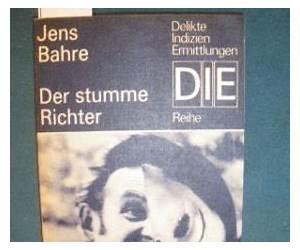 Jens
Bahre
Der stumme
Richter
Delikte
Indizien
Ermittlungen
DIE
Reihe